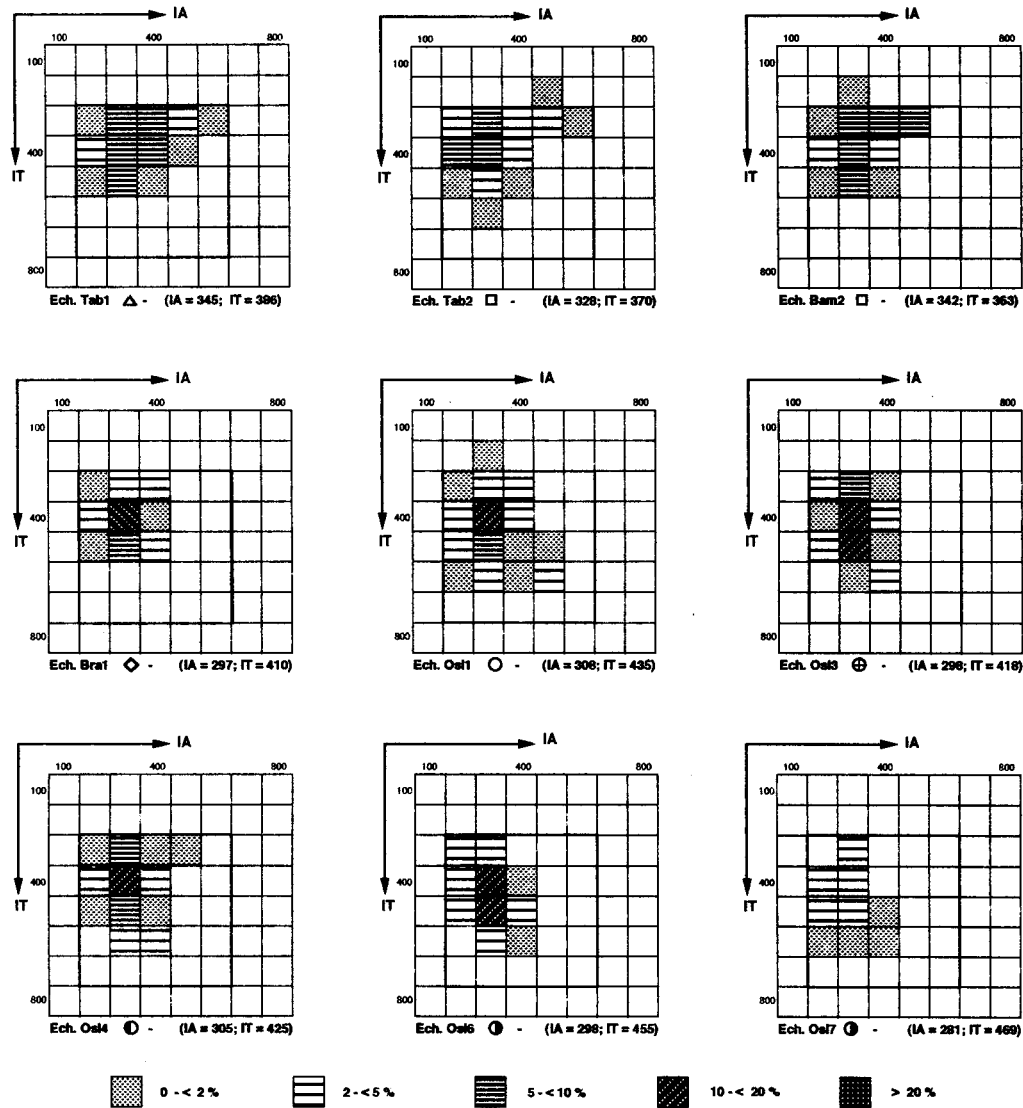 IA IA IA
100 400 800 100 400 800 100 400 800
100 100 100
400 400 400
IT IT IT
800 800 800
Ech. Tab1 - (IA = 345; IT = 386) Ech. Tab2 - (IA = 328; IT = 370) Ech. Bam2 - (IA = 342; IT = 363)
IA IA IA
100 400 800 100 400 800 100 400 800
100 100 100
400 400 400
IT IT IT
800 800 800
Ech. Bra1 - (IA = 297; IT = 410) Ech. Osl1 - (IA = 308; IT = 435) Ech. Osl3 - (IA = 298; IT = 418)
IA IA IA
100 400 800 100 400 800 100 400 800
100 100 100
400 400 400
IT IT IT
800 800 800
Ech. Osl4 - (IA = 305; IT = 425) Ech. Osl6 - (IA = 298; IT = 455) Ech. Osl7 - (IA = 281; IT = 469)
0 - < 2 % 2 - < 5 % 5 - < 10 % 10 - < 20 % > 20 %